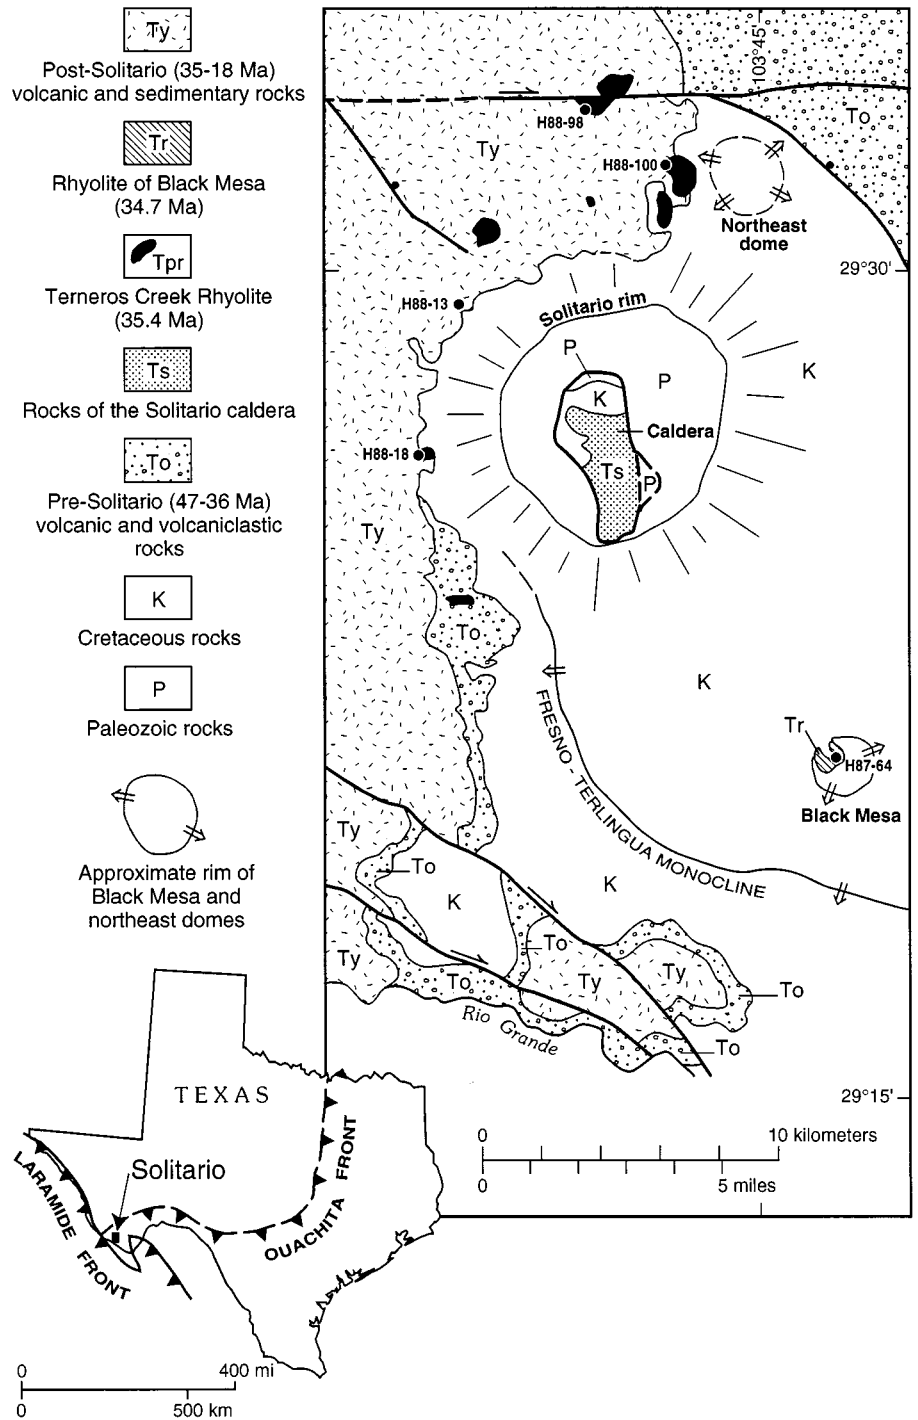 Ty
Post-Solitario (35-18 Ma)
volcanic and sedimentary rocks
Tr
Rhyolite of Black Mesa
(34.7 Ma)
Tpr
Terneros Creek Rhyolite
(35.4 Ma)
Ts
Rocks of the Solitario caldera
To
Pre-Solitario (47-36 Ma)
volcanic and volcaniclastic
rocks
K
Cretaceous rocks
P
Paleozoic rocks
Approximate rim of
Black Mesa and
northeast domes
103°45'
To
H88-98
Ty
H88-100
Northeast
dome
29°30'
H88-13
Solitario rim
P
P
K
K
Caldera
H88-18
Ts
P
Ty
To
K
FRESNO-TERLINGUA MONOCLINE
Tr
H87-64
Black Mesa
Ty
To
K
K
To
Ty
Ty
Ty
To
To
Rio Grande
To
29°15'
0
10 kilometers
0
5 miles
TEXAS
Solitario
LARAMIDE FRONT
OUACHITA FRONT
0
400 mi
0
500 km